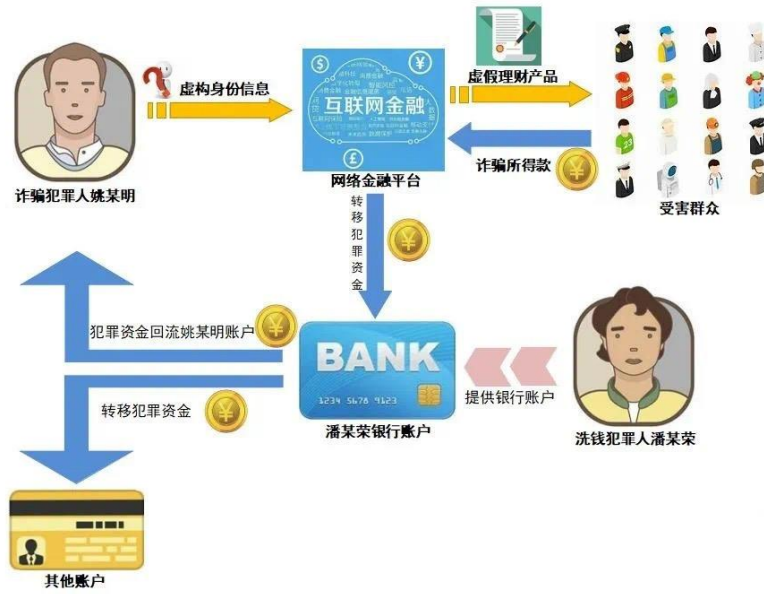 虚构身份信息
虚假理财产品
互联网金融
诈骗所得款
诈骗犯罪人姚某明
网络金融平台
受害群众
转移犯罪资金
犯罪资金回流姚某明账户
BANK
1234 5678 9123
提供银行账户
转移犯罪资金
潘某荣银行账户
洗钱犯罪人潘某荣
其他账户